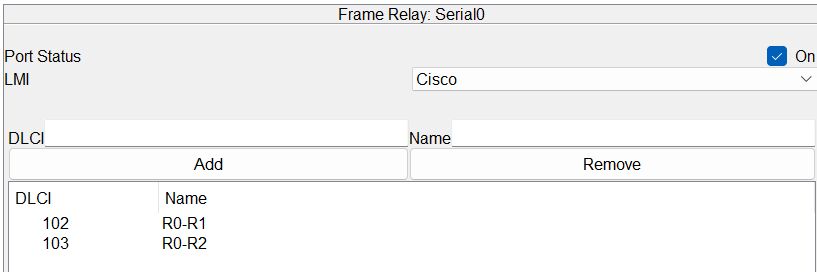 Frame Relay: Serial0
Port Status On
LMI Cisco
DLCI Name
Add Remove
DLCI Name
102 R0-R1
103 R0-R2